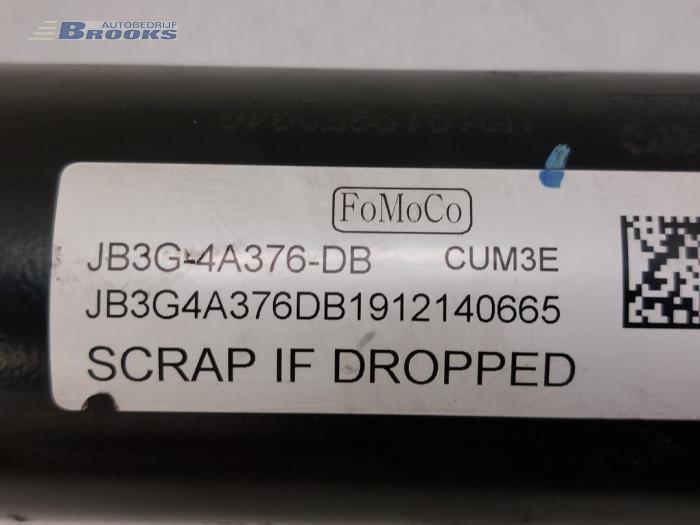 AUTOBEDRIJF
BROOKS
FoMoCo
JB3G-4A376-DB CUM3E
JB3G4A376DB1912140665
SCRAP IF DROPPED